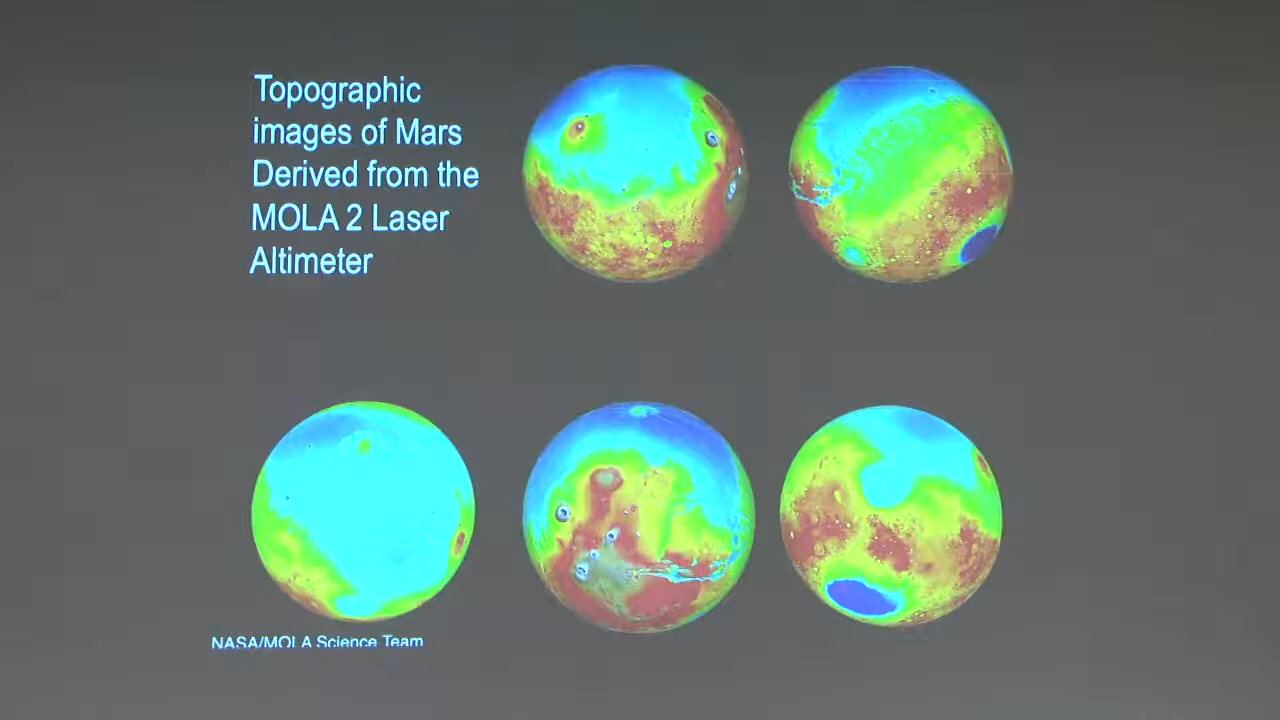 Topographic
images of Mars
Derived from the
MOLA 2 Laser
Altimeter
NASA/MOLA Science Team